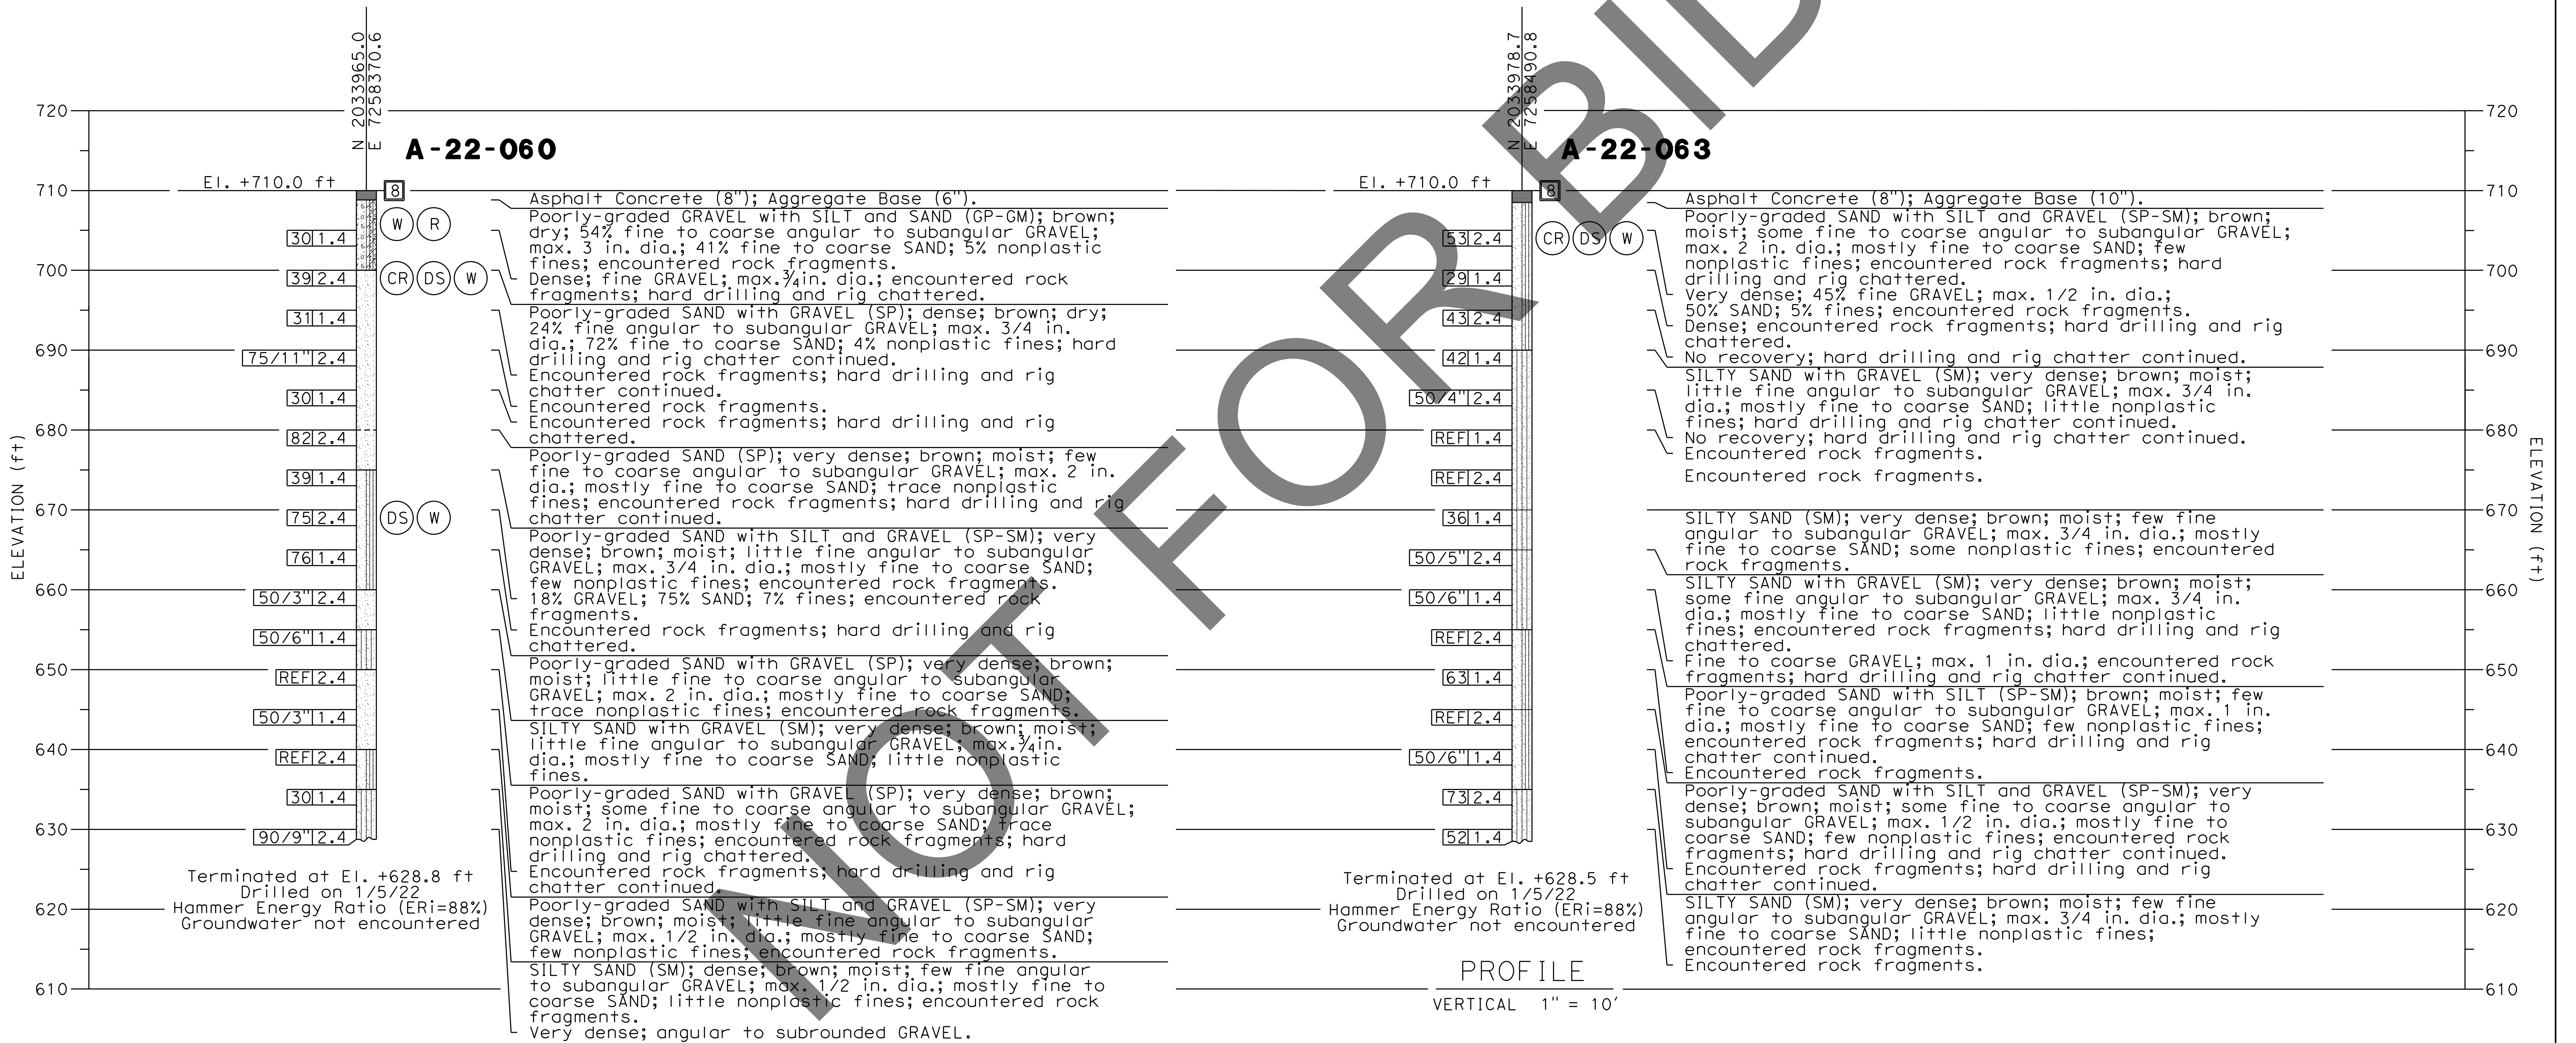 NOT FOR BID
N 2033965.0
E 7258370.6
A-22-060
El. +710.0 ft
8
W R
CR DS W
DS W
30 1.4
39 2.4
31 1.4
75/11" 2.4
30 1.4
82 2.4
39 1.4
75 2.4
76 1.4
50/3" 2.4
50/6" 1.4
REF 2.4
50/3" 1.4
REF 2.4
30 1.4
90/9" 2.4
Terminated at El. +628.8 ft
Drilled on 1/5/22
Hammer Energy Ratio (ERi=88%)
Groundwater not encountered
Asphalt Concrete (8"); Aggregate Base (6").
Poorly-graded GRAVEL with SILT and SAND (GP-GM); brown;
dry; 54% fine to coarse angular to subangular GRAVEL;
max. 3 in. dia.; 41% fine to coarse SAND; 5% nonplastic
fines; encountered rock fragments.
Dense; fine GRAVEL; max. ¾in. dia.; encountered rock
fragments; hard drilling and rig chattered.
Poorly-graded SAND with GRAVEL (SP); dense; brown; dry;
24% fine angular to subangular GRAVEL; max. 3/4 in.
dia.; 72% fine to coarse SAND; 4% nonplastic fines; hard
drilling and rig chatter continued.
Encountered rock fragments; hard drilling and rig
chatter continued.
Encountered rock fragments.
Encountered rock fragments; hard drilling and rig
chattered.
Poorly-graded SAND (SP); very dense; brown; moist; few
fine to coarse angular to subangular GRAVEL; max. 2 in.
dia.; mostly fine to coarse SAND; trace nonplastic
fines; encountered rock fragments; hard drilling and rig
chatter continued.
Poorly-graded SAND with SILT and GRAVEL (SP-SM); very
dense; brown; moist; little fine angular to subangular
GRAVEL; max. 3/4 in. dia.; mostly fine to coarse SAND;
few nonplastic fines; encountered rock fragments.
18% GRAVEL; 75% SAND; 7% fines; encountered rock
fragments.
Encountered rock fragments; hard drilling and rig
chattered.
Poorly-graded SAND with GRAVEL (SP); very dense; brown;
moist; little fine to coarse angular to subangular
GRAVEL; max. 2 in. dia.; mostly fine to coarse SAND;
trace nonplastic fines; encountered rock fragments.
SILTY SAND with GRAVEL (SM); very dense; brown; moist;
little fine angular to subangular GRAVEL; max. ¾in.
dia.; mostly fine to coarse SAND; little nonplastic
fines.
Poorly-graded SAND with GRAVEL (SP); very dense; brown;
moist; some fine to coarse angular to subangular GRAVEL;
max. 2 in. dia.; mostly fine to coarse SAND; trace
nonplastic fines; encountered rock fragments; hard
drilling and rig chattered.
Encountered rock fragments; hard drilling and rig
chatter continued.
Poorly-graded SAND with SILT and GRAVEL (SP-SM); very
dense; brown; moist; little fine angular to subangular
GRAVEL; max. 1/2 in. dia.; mostly fine to coarse SAND;
few nonplastic fines; encountered rock fragments.
SILTY SAND (SM); dense; brown; moist; few fine angular
to subangular GRAVEL; max. 1/2 in. dia.; mostly fine to
coarse SAND; little nonplastic fines; encountered rock
fragments.
Very dense; angular to subrounded GRAVEL.
N 2033978.7
E 7258490.8
A-22-063
El. +710.0 ft
8
CR DS W
53 2.4
29 1.4
43 2.4
42 1.4
50/4" 2.4
REF 1.4
REF 2.4
36 1.4
50/5" 2.4
50/6" 1.4
REF 2.4
63 1.4
REF 2.4
50/6" 1.4
73 2.4
52 1.4
Terminated at El. +628.5 ft
Drilled on 1/5/22
Hammer Energy Ratio (ERi=88%)
Groundwater not encountered
Asphalt Concrete (8"); Aggregate Base (10").
Poorly-graded SAND with SILT and GRAVEL (SP-SM); brown;
moist; some fine to coarse angular to subangular GRAVEL;
max. 2 in. dia.; mostly fine to coarse SAND; few
nonplastic fines; encountered rock fragments; hard
drilling and rig chattered.
Very dense; 45% fine GRAVEL; max. 1/2 in. dia.;
50% SAND; 5% fines; encountered rock fragments.
Dense; encountered rock fragments; hard drilling and rig
chattered.
No recovery; hard drilling and rig chatter continued.
SILTY SAND with GRAVEL (SM); very dense; brown; moist;
little fine angular to subangular GRAVEL; max. 3/4 in.
dia.; mostly fine to coarse SAND; little nonplastic
fines; hard drilling and rig chatter continued.
No recovery; hard drilling and rig chatter continued.
Encountered rock fragments.
Encountered rock fragments.
SILTY SAND (SM); very dense; brown; moist; few fine
angular to subangular GRAVEL; max. 3/4 in. dia.; mostly
fine to coarse SAND; some nonplastic fines; encountered
rock fragments.
SILTY SAND with GRAVEL (SM); very dense; brown; moist;
some fine angular to subangular GRAVEL; max. 3/4 in.
dia.; mostly fine to coarse SAND; little nonplastic
fines; encountered rock fragments; hard drilling and rig
chattered.
Fine to coarse GRAVEL; max. 1 in. dia.; encountered rock
fragments; hard drilling and rig chatter continued.
Poorly-graded SAND with SILT (SP-SM); brown; moist; few
fine to coarse angular to subangular GRAVEL; max. 1 in.
dia.; mostly fine to coarse SAND; few nonplastic fines;
encountered rock fragments; hard drilling and rig
chatter continued.
Encountered rock fragments.
Poorly-graded SAND with SILT and GRAVEL (SP-SM); very
dense; brown; moist; some fine to coarse angular to
subangular GRAVEL; max. 1/2 in. dia.; mostly fine to
coarse SAND; few nonplastic fines; encountered rock
fragments; hard drilling and rig chatter continued.
Encountered rock fragments; hard drilling and rig
chatter continued.
SILTY SAND (SM); very dense; brown; moist; few fine
angular to subangular GRAVEL; max. 3/4 in. dia.; mostly
fine to coarse SAND; little nonplastic fines;
encountered rock fragments.
Encountered rock fragments.
PROFILE
VERTICAL 1" = 10'
ELEVATION (ft)
720
710
700
690
680
670
660
650
640
630
620
610
ELEVATION (ft)
720
710
700
690
680
670
660
650
640
630
620
610